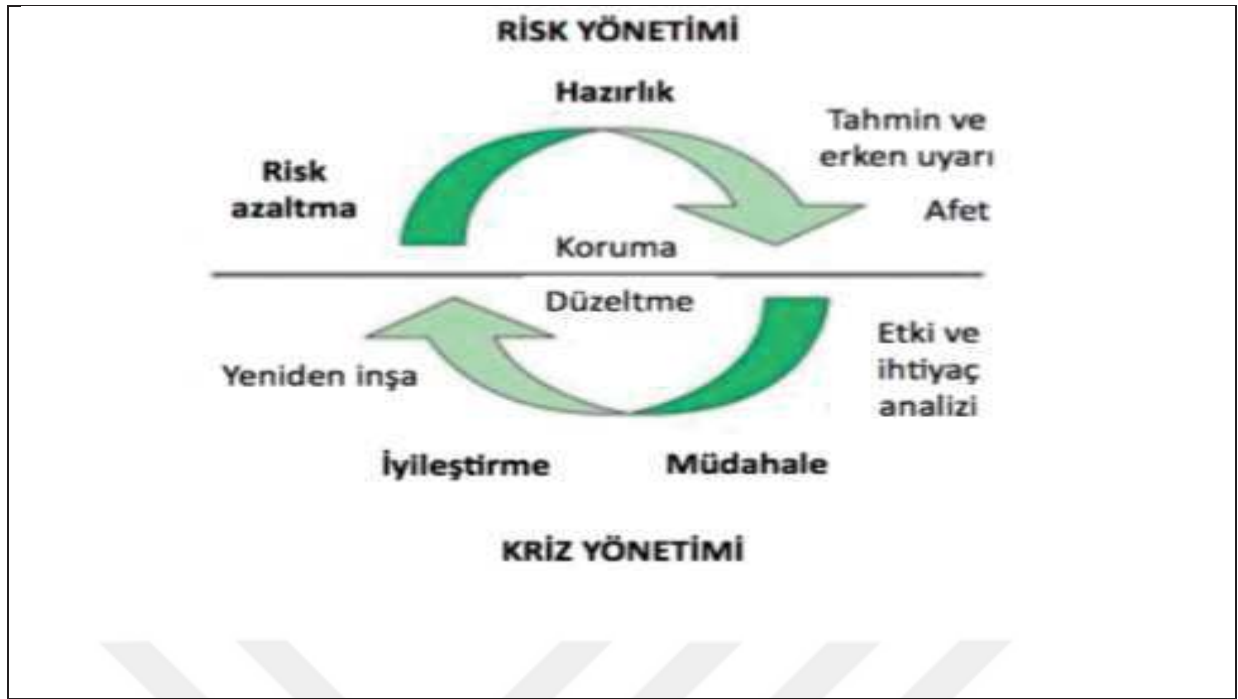 RİSK YÖNETİMİ
Hazırlık
Tahmin ve
erken uyarı
Risk
azaltma
Afet
Koruma
Düzeltme
Etki ve
ihtiyaç
analizi
Yeniden inşa
İyileştirme
Müdahale
KRİZ YÖNETİMİ